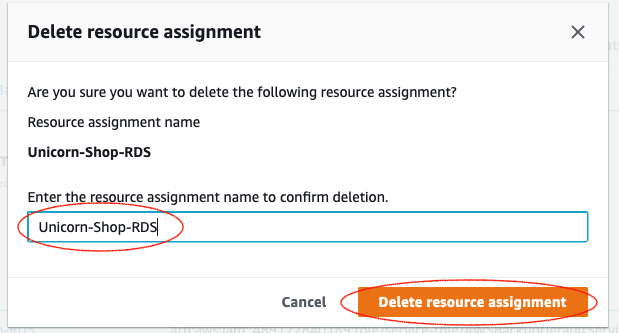 Delete resource assignment
Are you sure you want to delete the following resource assignment?
Resource assignment name
Unicorn-Shop-RDS
Enter the resource assignment name to confirm deletion.
Unicorn-Shop-RDS
Cancel Delete resource assignment